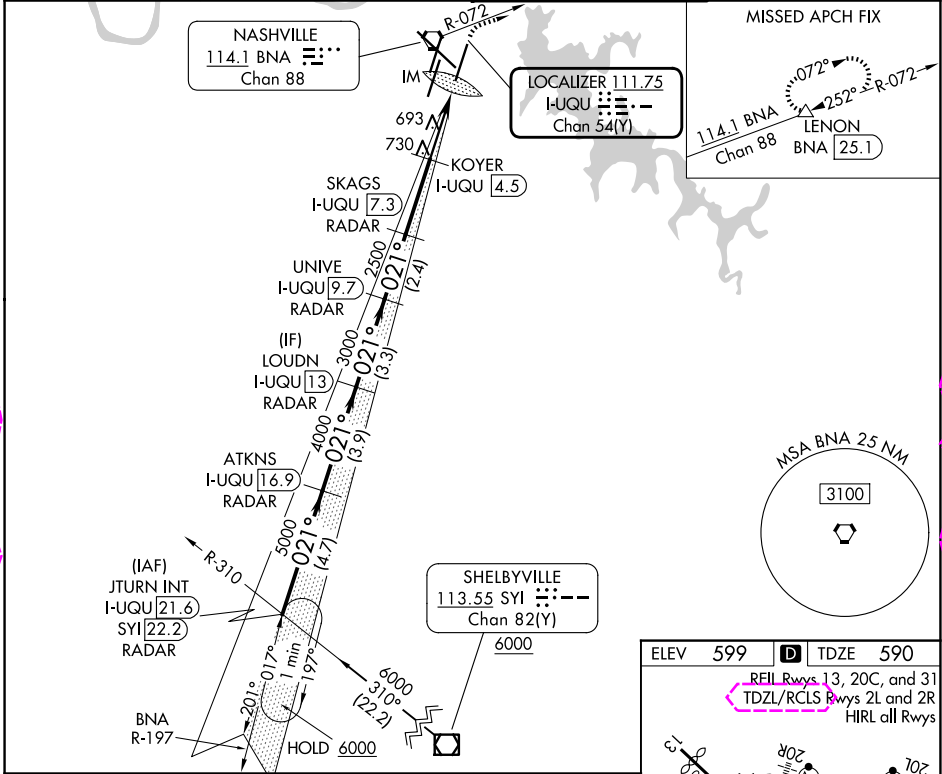 NASHVILLE
114.1 BNA
Chan 88
R-072
IM
LOCALIZER 111.75
I-UQU
Chan 54(Y)
MISSED APCH FIX
072°
252°
R-072
114.1 BNA
Chan 88
LENON
BNA 25.1
693
730
KOYER
I-UQU 4.5
SKAGS
I-UQU 7.3
RADAR
2500
021°
(2.4)
UNIVE
I-UQU 9.7
RADAR
3000
021°
(3.3)
(IF)
LOUDN
I-UQU 13
RADAR
4000
021°
(3.9)
ATKNS
I-UQU 16.9
RADAR
5000
021°
(4.7)
R-310
(IAF)
JTURN INT
I-UQU 21.6
SYI 22.2
RADAR
MSA BNA 25 NM
3100
SHELBYVILLE
113.55 SYI
Chan 82(Y)
6000
6000
310°
(22.2)
201°
017°
1 min
197°
BNA
R-197
HOLD 6000
ELEV 599 D TDZE 590
REIL Rwys 13, 20C, and 31
TDZL/RCLS Rwys 2L and 2R
HIRL all Rwys
13
20R
20L